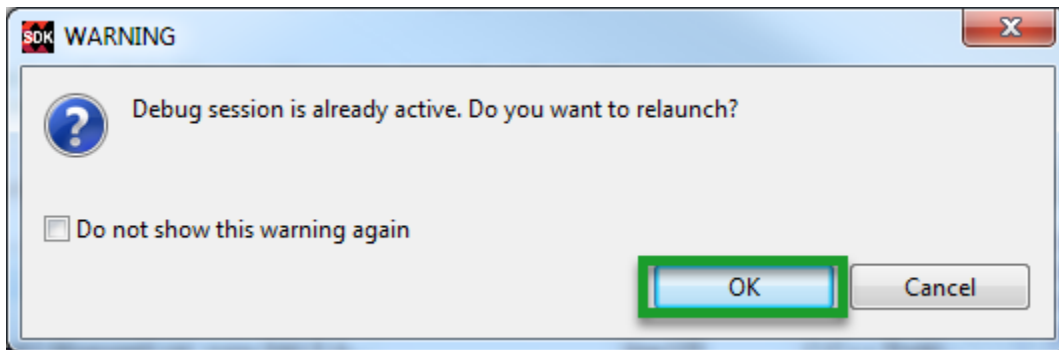 SDK WARNING
X
? Debug session is already active. Do you want to relaunch?
Do not show this warning again
OK Cancel